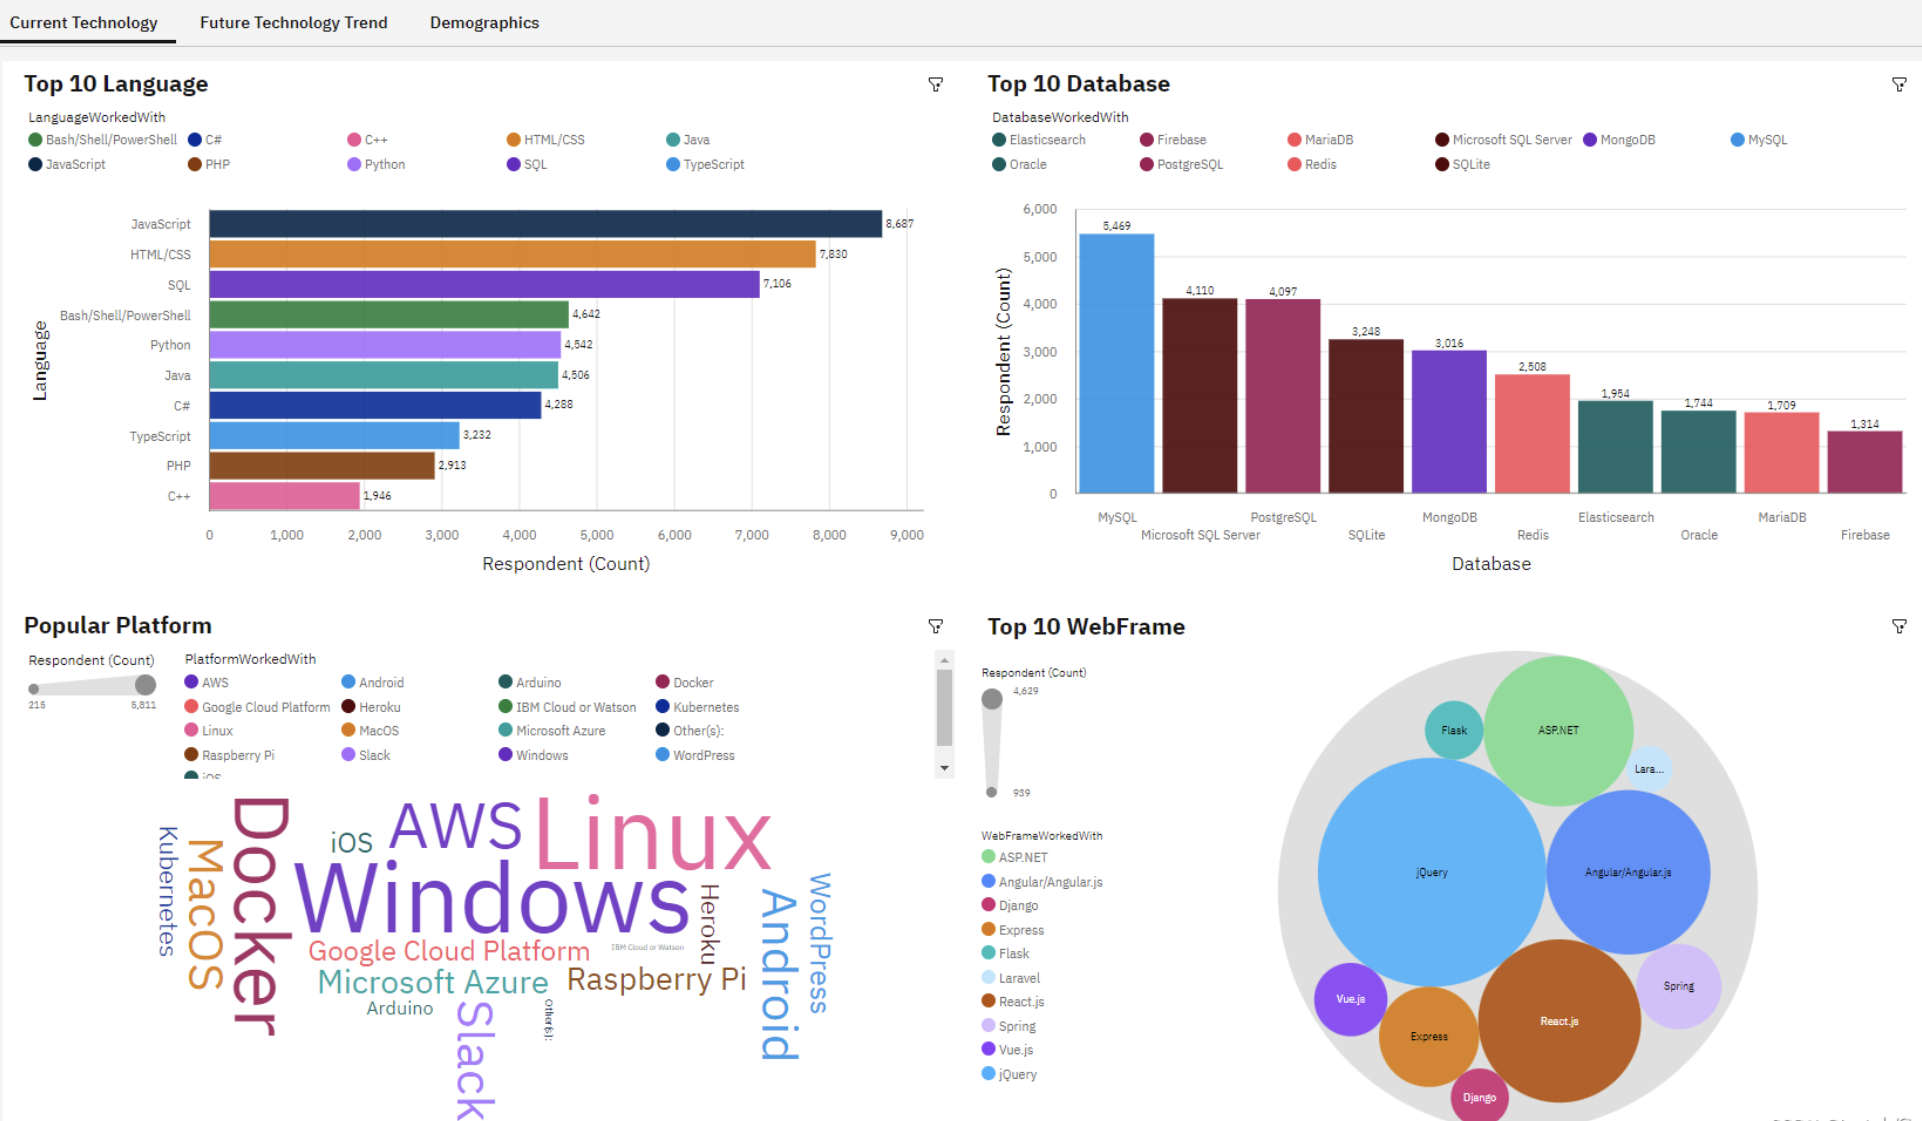 Current Technology
Future Technology Trend
Demographics
Top 10 Language
LanguageWorkedWith
Bash/Shell/PowerShell C# C++ HTML/CSS Java
JavaScript PHP Python SQL TypeScript
Language
JavaScript 8,687
HTML/CSS 7,830
SQL 7,106
Bash/Shell/PowerShell 4,642
Python 4,542
Java 4,506
C# 4,288
TypeScript 3,232
PHP 2,913
C++ 1,946
0 1,000 2,000 3,000 4,000 5,000 6,000 7,000 8,000 9,000
Respondent (Count)
Top 10 Database
DatabaseWorkedWith
Elasticsearch Firebase MariaDB Microsoft SQL Server MongoDB MySQL
Oracle PostgreSQL Redis SQLite
Respondent (Count)
6,000
5,000
4,000
3,000
2,000
1,000
0
5,469 4,110 4,097 3,248 3,016 2,508 1,954 1,744 1,709 1,314
MySQL PostgreSQL MongoDB Elasticsearch MariaDB
Microsoft SQL Server SQLite Redis Oracle Firebase
Database
Popular Platform
Respondent (Count)
215 5,811
PlatformWorkedWith
AWS Android Arduino Docker
Google Cloud Platform Heroku IBM Cloud or Watson Kubernetes
Linux MacOS Microsoft Azure Other(s):
Raspberry Pi Slack Windows WordPress
iOS
Kubernetes
MacOS
Docker
iOS
AWS
Linux
Windows
Heroku
Android
WordPress
Google Cloud Platform
IBM Cloud or Watson
Microsoft Azure
Raspberry Pi
Arduino
Slack
Other(s):
Top 10 WebFrame
Respondent (Count)
4,629
939
WebFrameWorkedWith
ASP.NET
Angular/Angular.js
Django
Express
Flask
Laravel
React.js
Spring
Vue.js
jQuery
Flask
ASP.NET
Lara...
jQuery
Angular/Angular.js
Vue.js
Express
React.js
Spring
Django